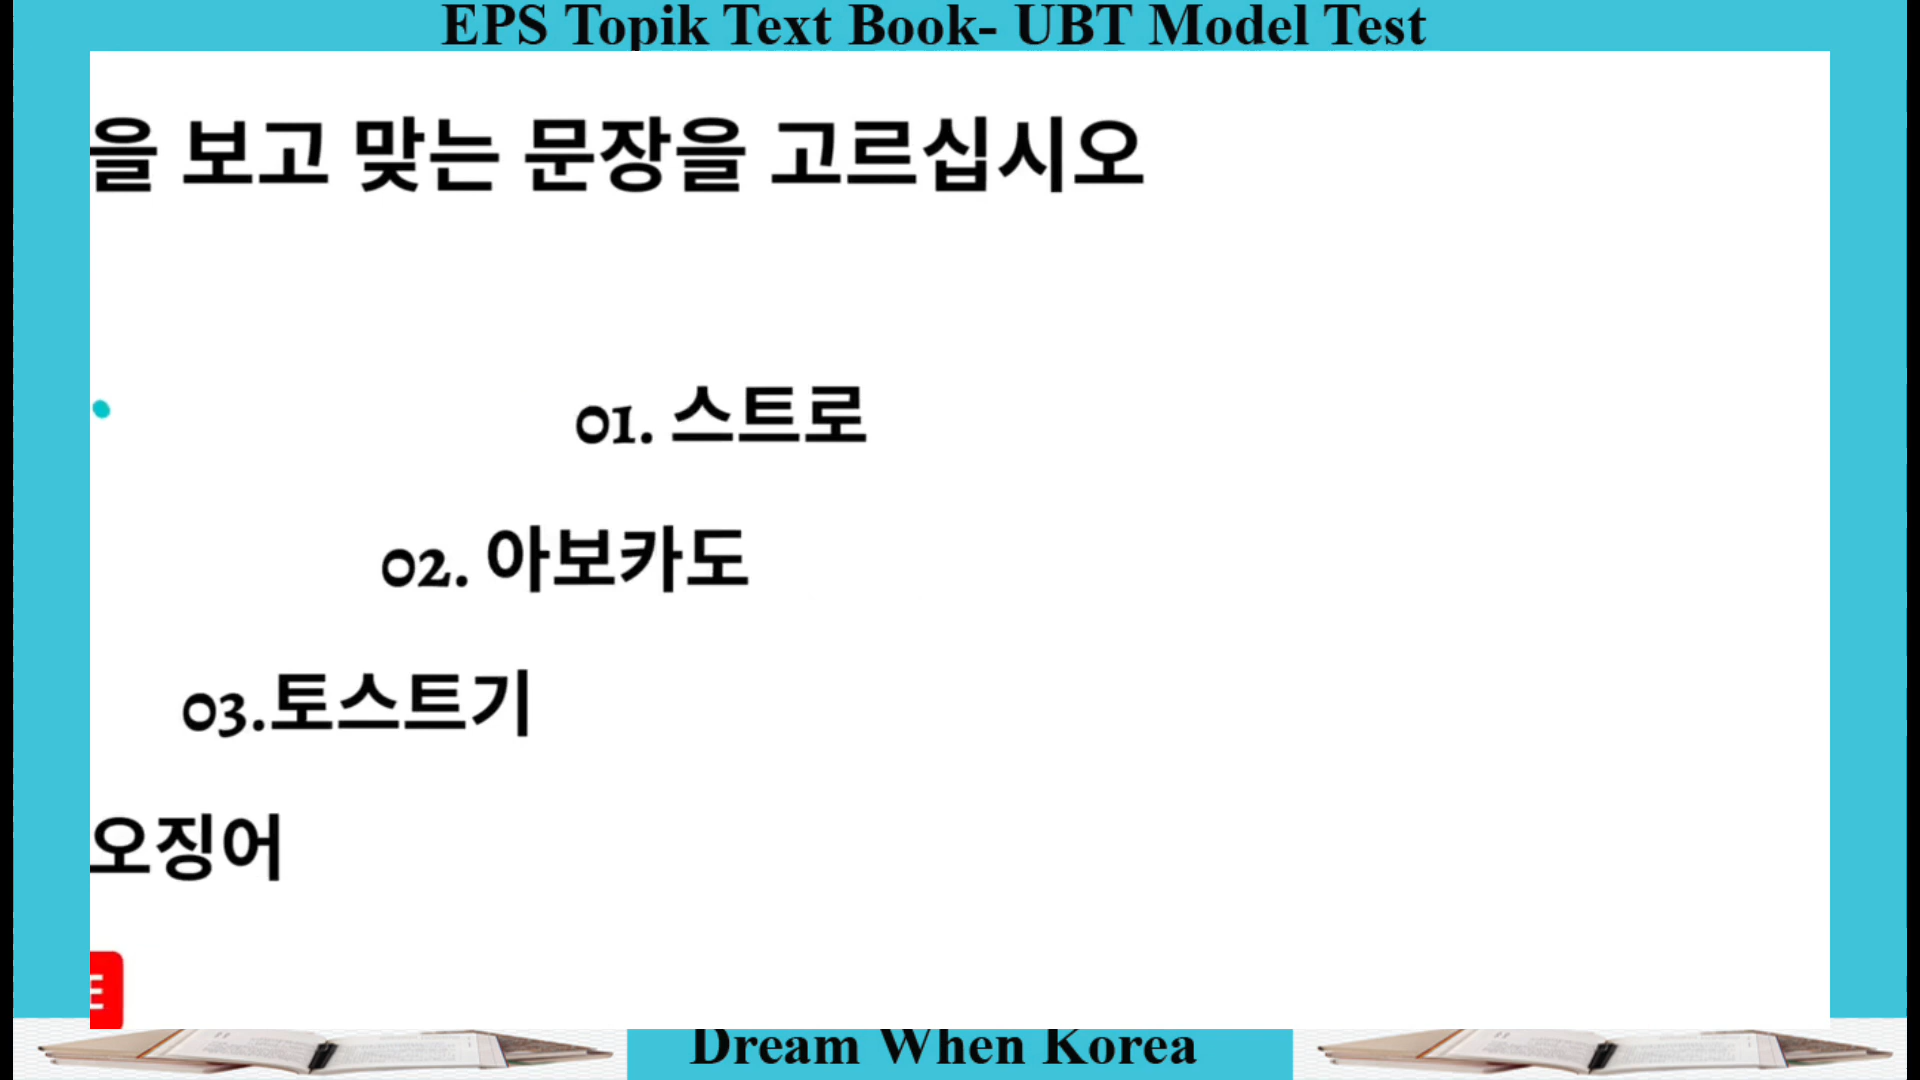 EPS Topik Text Book- UBT Model Test
을 보고 맞는 문장을 고르십시오
01. 스트로
02. 아보카도
03.토스트기
오징어
E
Dream When Korea